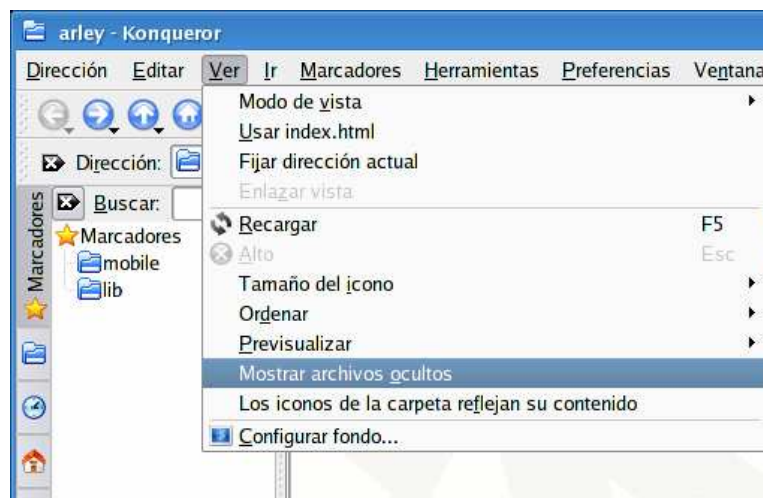 arley - Konqueror
Dirección Editar Ver Ir Marcadores Herramientas Preferencias Ventana
Modo de vista
Usar index.html
Fijar dirección actual
Enlazar vista
Recargar F5
Alto Esc
Tamaño del icono
Ordenar
Previsualizar
Mostrar archivos ocultos
Los iconos de la carpeta reflejan su contenido
Configurar fondo...
Dirección:
Buscar:
Marcadores
mobile
lib
Marcadores